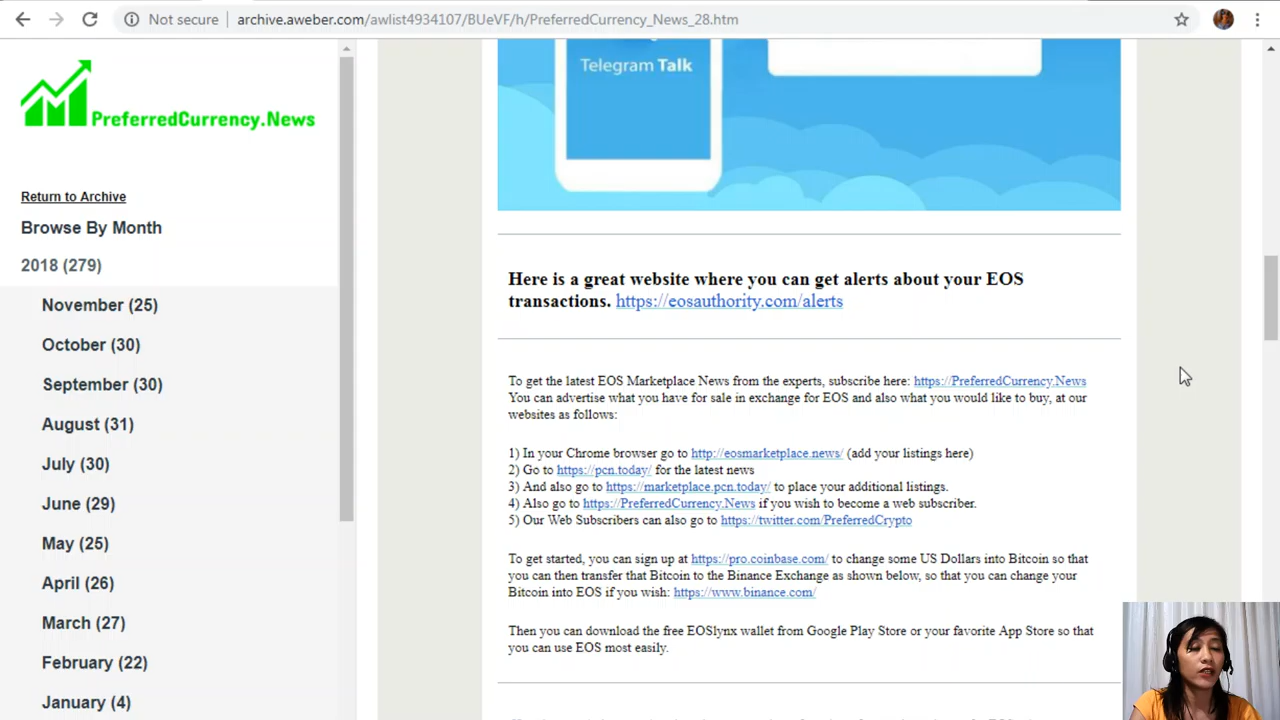 Not secure
archive.aweber.com/awlist4934107/BUeVF/h/PreferredCurrency_News_28.htm
PreferredCurrency.News
Return to Archive
Browse By Month
2018 (279)
November (25)
October (30)
September (30)
August (31)
July (30)
June (29)
May (25)
April (26)
March (27)
February (22)
January (4)
Telegram Talk
Here is a great website where you can get alerts about your EOS
transactions. https://eosauthority.com/alerts
To get the latest EOS Marketplace News from the experts, subscribe here: https://PreferredCurrency.News
You can advertise what you have for sale in exchange for EOS and also what you would like to buy, at our
websites as follows:
1) In your Chrome browser go to http://eosmarketplace.news/ (add your listings here)
2) Go to https://pcn.today/ for the latest news
3) And also go to https://marketplace.pcn.today/ to place your additional listings.
4) Also go to https://PreferredCurrency.News if you wish to become a web subscriber.
5) Our Web Subscribers can also go to https://twitter.com/PreferredCrypto
To get started, you can sign up at https://pro.coinbase.com/ to change some US Dollars into Bitcoin so that
you can then transfer that Bitcoin to the Binance Exchange as shown below, so that you can change your
Bitcoin into EOS if you wish: https://www.binance.com/
Then you can download the free EOSlynx wallet from Google Play Store or your favorite App Store so that
you can use EOS most easily.